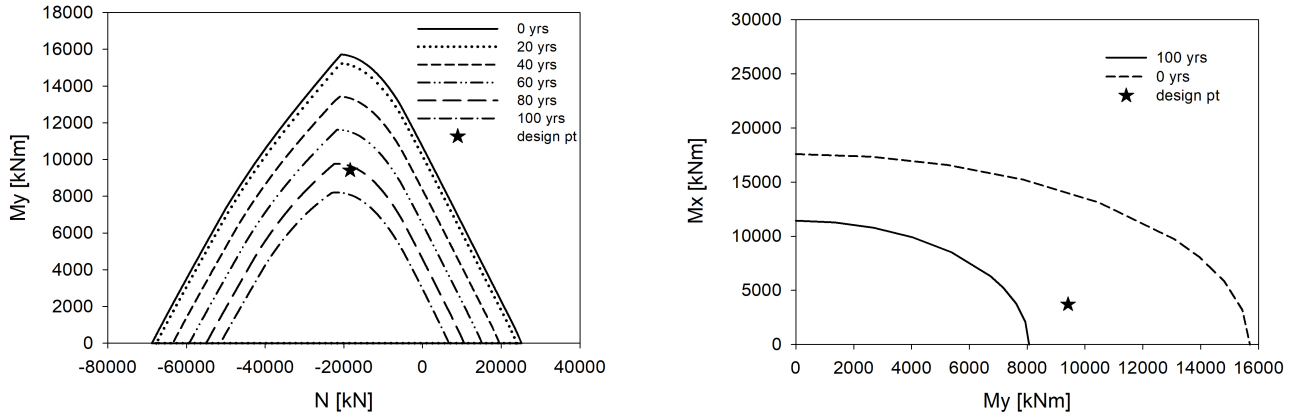 18000
16000
14000
12000
10000
8000
6000
4000
2000
0
My [kNm]
0 yrs
20 yrs
40 yrs
60 yrs
80 yrs
100 yrs
design pt
-80000 -60000 -40000 -20000 0 20000 40000
N [kN]
30000
25000
20000
15000
10000
5000
0
Mx [kNm]
100 yrs
0 yrs
design pt
0 2000 4000 6000 8000 10000 12000 14000 16000
My [kNm]